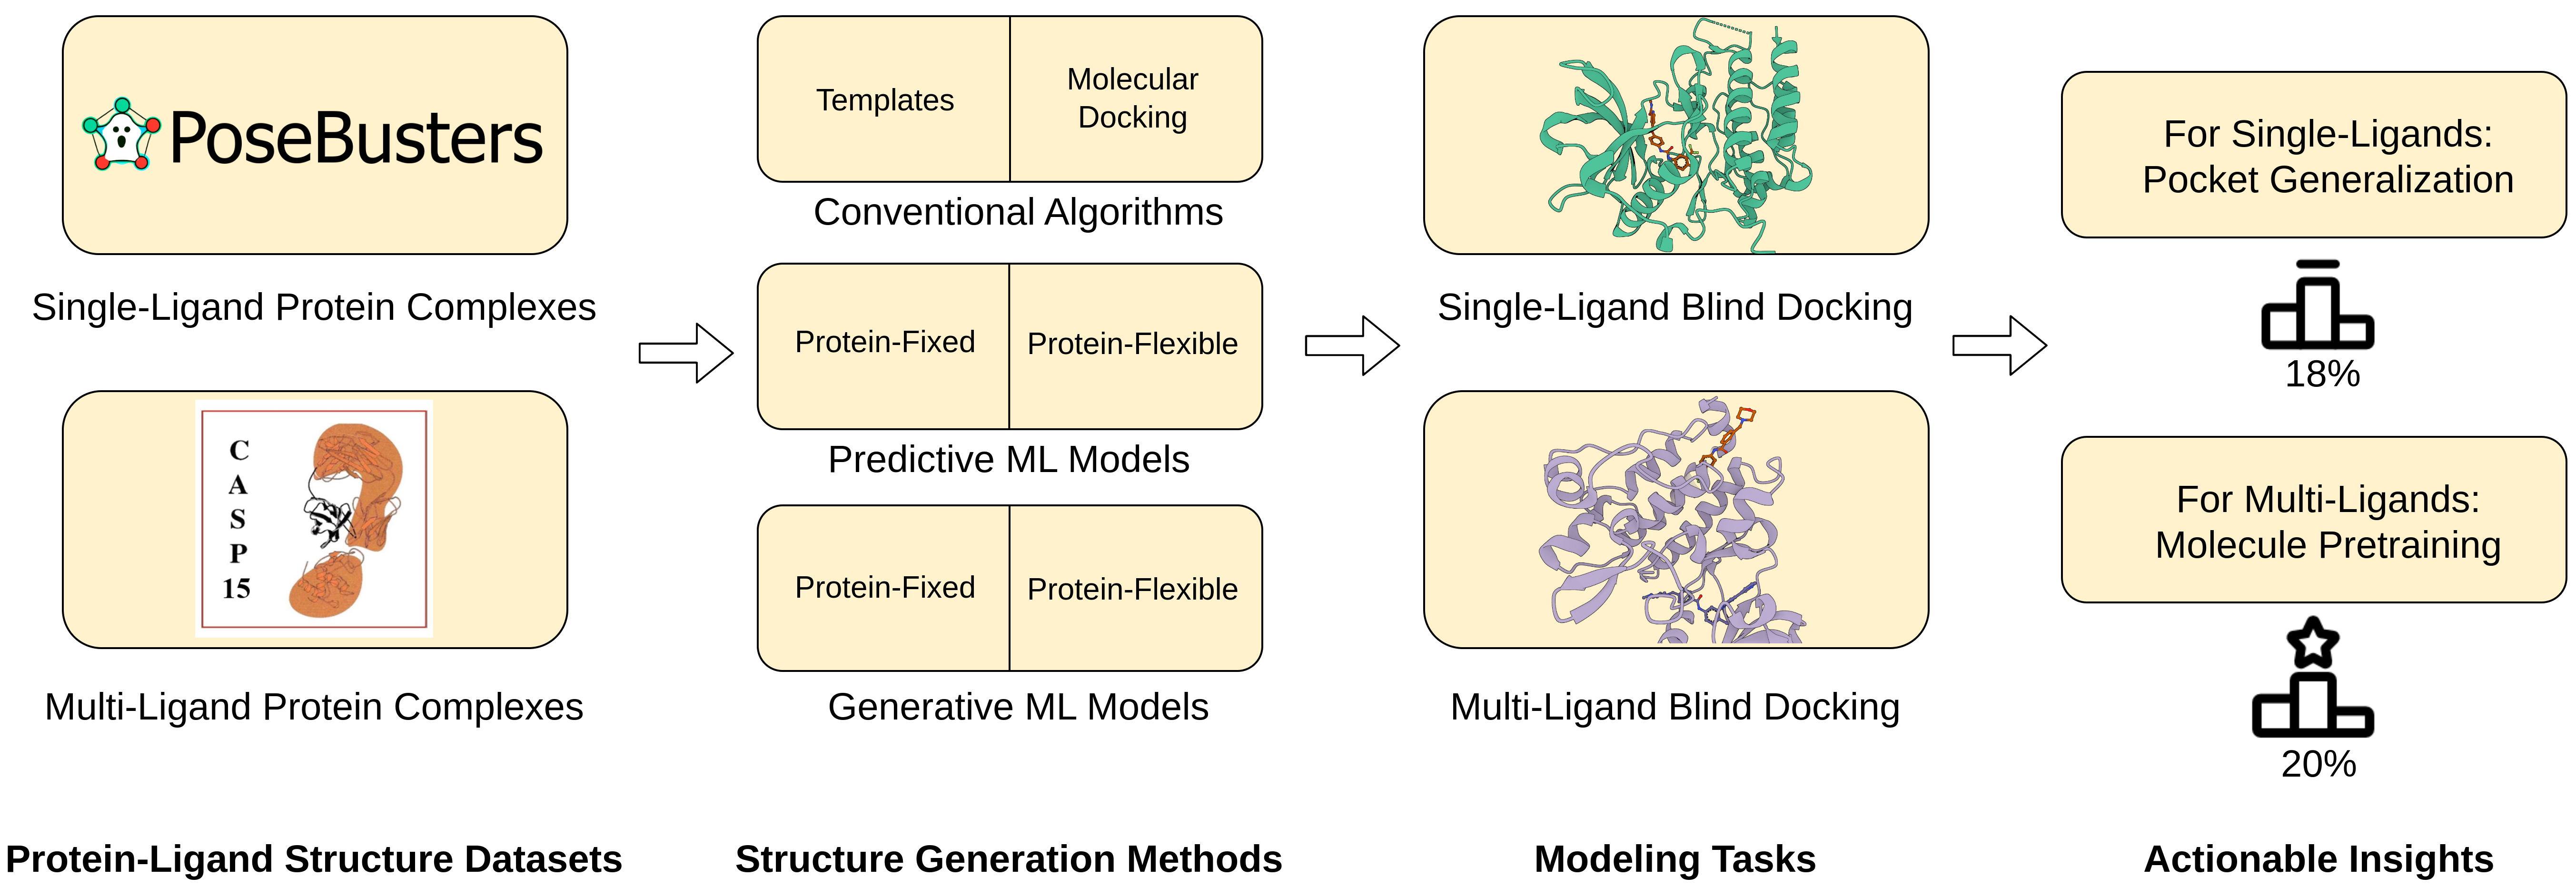 PoseBusters
Single-Ligand Protein Complexes
C
A
S
P
15
Multi-Ligand Protein Complexes
Protein-Ligand Structure Datasets
Templates
Molecular
Docking
Conventional Algorithms
Protein-Fixed
Protein-Flexible
Predictive ML Models
Protein-Fixed
Protein-Flexible
Generative ML Models
Structure Generation Methods
Single-Ligand Blind Docking
Multi-Ligand Blind Docking
Modeling Tasks
For Single-Ligands:
Pocket Generalization
18%
For Multi-Ligands:
Molecule Pretraining
20%
Actionable Insights